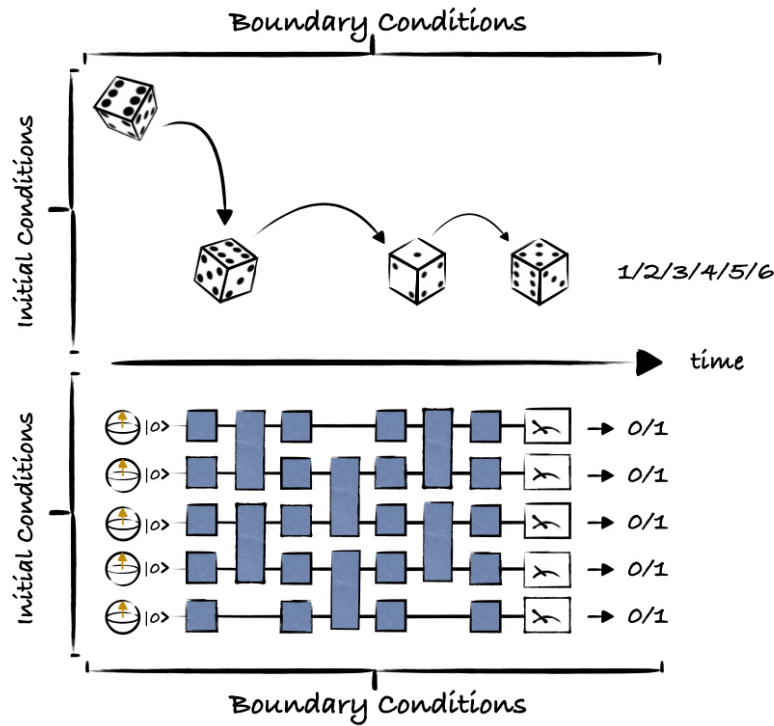 Boundary Conditions
Initial Conditions
1/2/3/4/5/6
time
Initial Conditions
|0> 0/1
|0> 0/1
|0> 0/1
|0> 0/1
|0> 0/1
Boundary Conditions